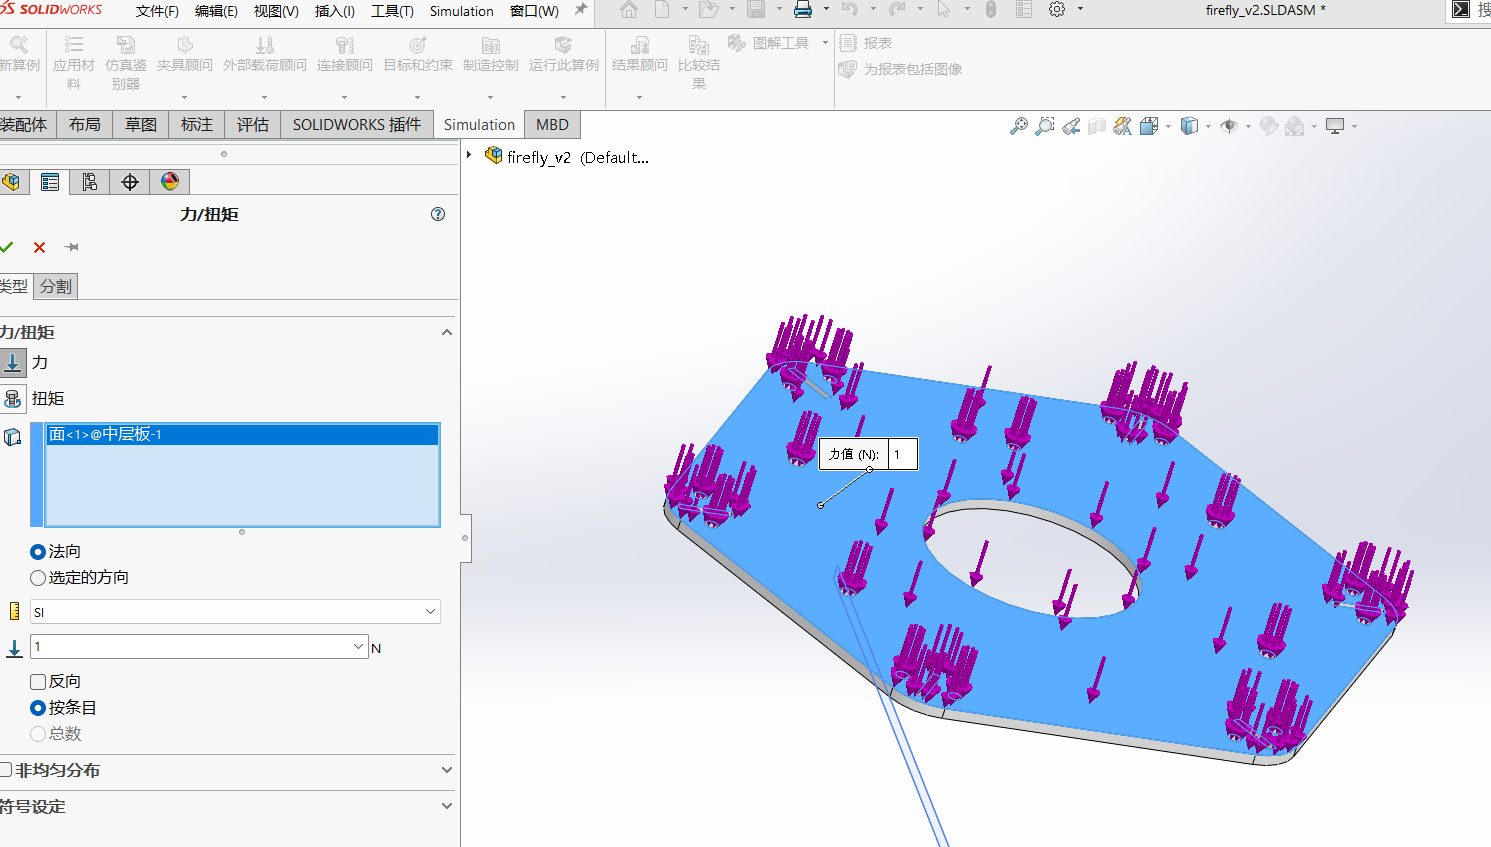 SOLIDWORKS 文件(F) 编辑(E) 视图(V) 插入(I) 工具(T) Simulation 窗口(W) firefly_v2.SLDASM * 搜
新算例 应用材料 仿真鉴别器 夹具顾问 外部载荷顾问 连接顾问 目标和约束 制造控制 运行此算例 结果顾问 比较结果 图解工具 报表
为报表包括图像
装配体 布局 草图 标注 评估 SOLIDWORKS 插件 Simulation MBD
firefly_v2 (Default...
力/扭矩
类型 分割
力/扭矩
力
扭矩
面<1>@中层板-1
力值 (N): 1
法向
选定的方向
SI
1 N
反向
按条目
总数
非均匀分布
符号设定